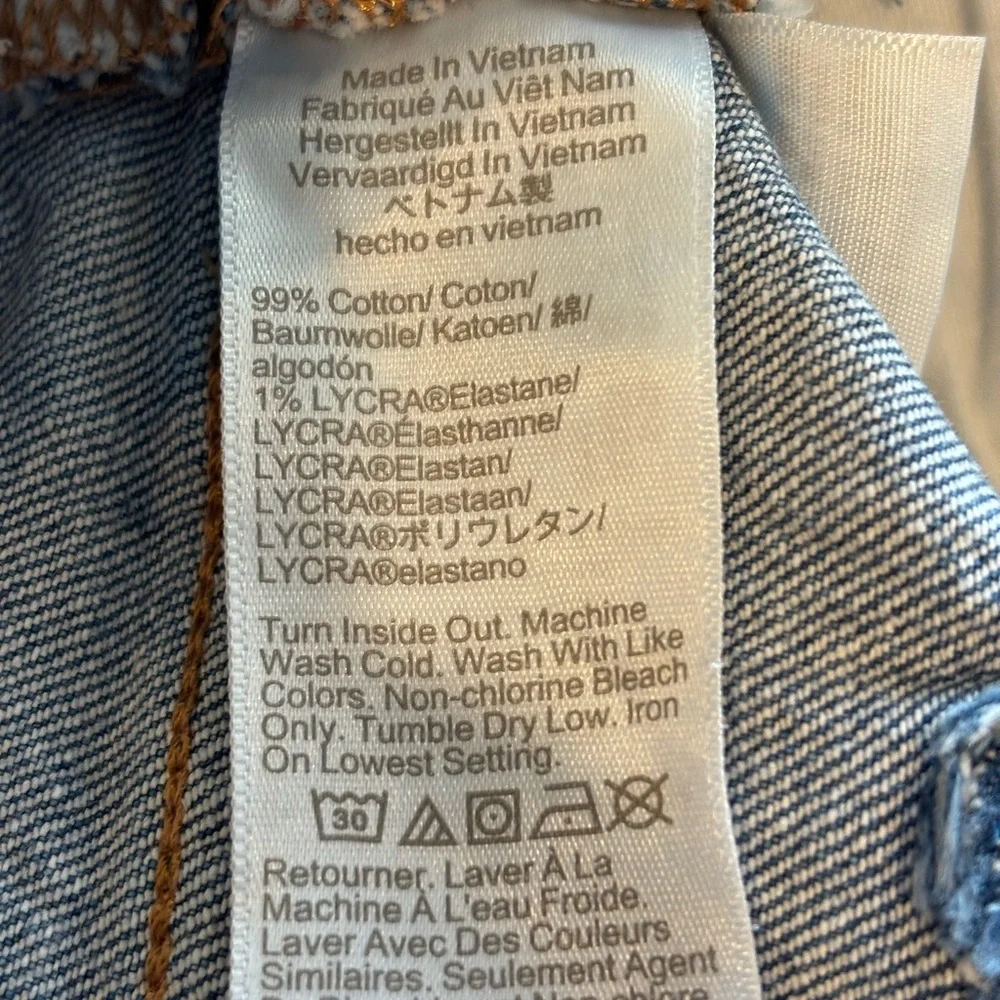 Made In Vietnam
Fabriqué Au Viêt Nam
Hergestellt In Vietnam
Vervaardigd In Vietnam
ベトナム製
hecho en vietnam
99% Cotton/ Coton/
Baumwolle/ Katoen/ 綿/
algodón
1% LYCRA®Elastane/
LYCRA®Élasthanne/
LYCRA®Elastan/
LYCRA®Elastaan/
LYCRA®ポリウレタン/
LYCRA®elastano
Turn Inside Out. Machine
Wash Cold. Wash With Like
Colors. Non-chlorine Bleach
Only. Tumble Dry Low. Iron
On Lowest Setting.
30
Retourner. Laver À La
Machine À L'eau Froide.
Laver Avec Des Couleurs
Similaires. Seulement Agent